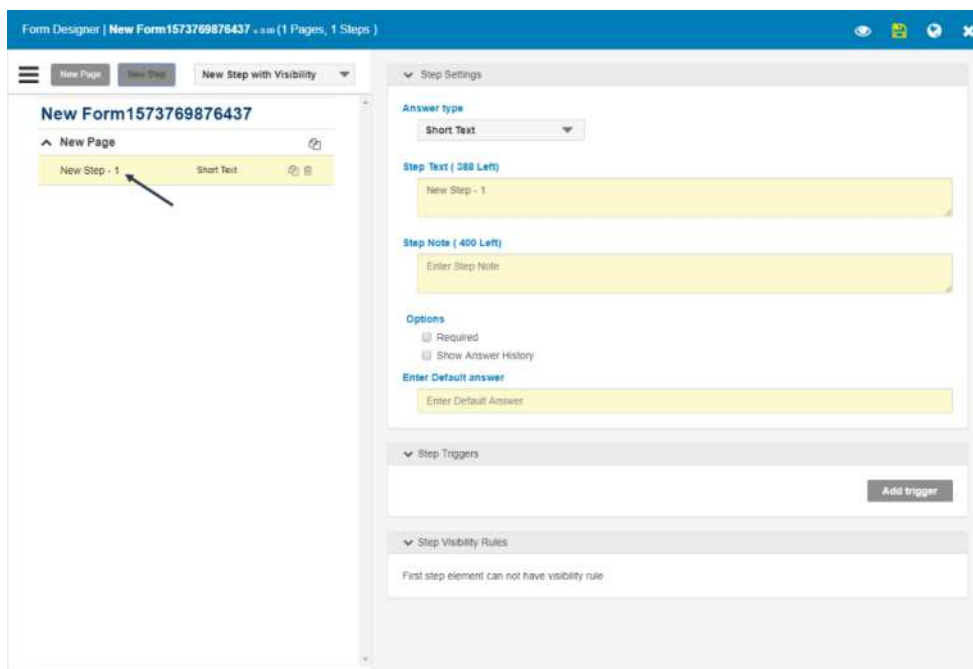 Form Designer | New Form1573769876437 v. 0.00 (1 Pages, 1 Steps )
New Page New Step New Step with Visibility
New Form1573769876437
New Page
New Step - 1 Short Text
Step Settings
Answer type
Short Text
Step Text ( 388 Left)
New Step - 1
Step Note ( 400 Left)
Enter Step Note
Options
Required
Show Answer History
Enter Default answer
Enter Default Answer
Step Triggers
Add trigger
Step Visibility Rules
First step element can not have visibility rule